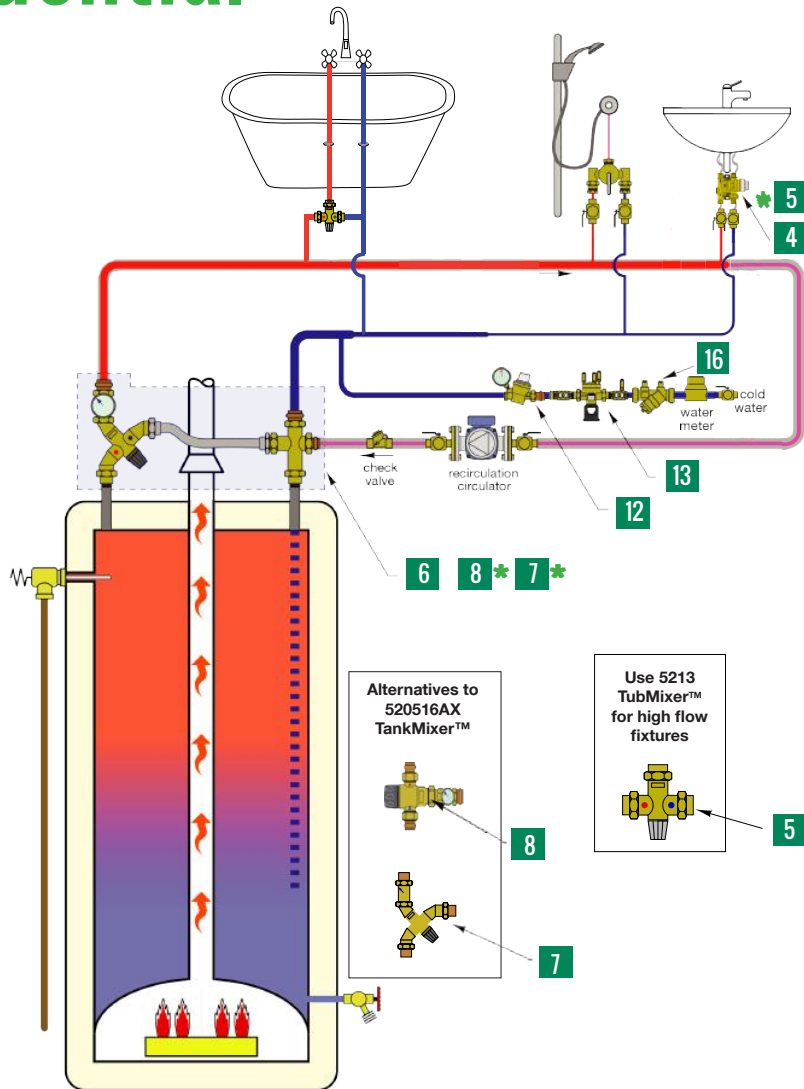 * 5
4
16
cold
water
water
meter
check
valve
recirculation
circulator
13
12
6 8* 7*
Alternatives to
520516AX
TankMixer™
8
7
Use 5213
TubMixer™
for high flow
fixtures
5